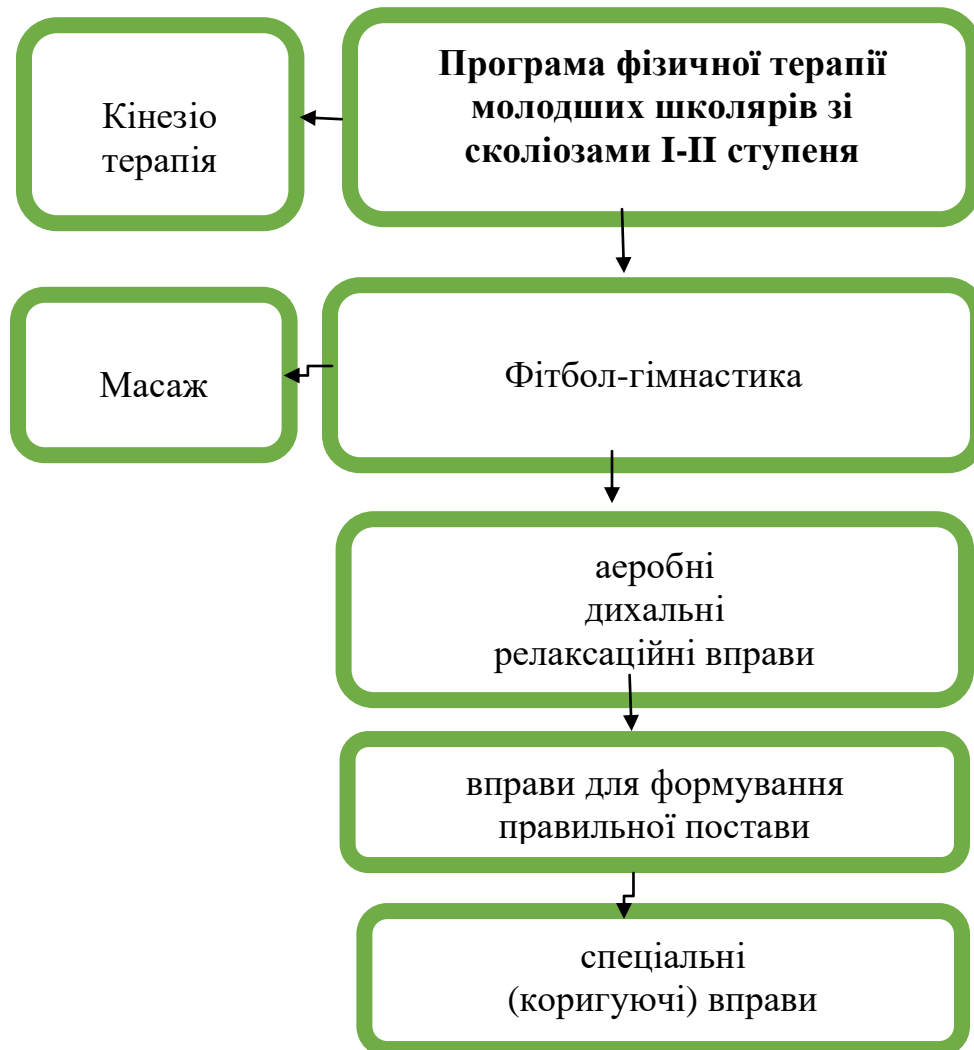 Кінезіо
терапія
Програма фізичної терапії
молодших школярів зі
сколіозами І-ІІ ступеня
Масаж
Фітбол-гімнастика
аеробні
дихальні
релаксаційні вправи
вправи для формування
правильної постави
спеціальні
(коригуючі) вправи